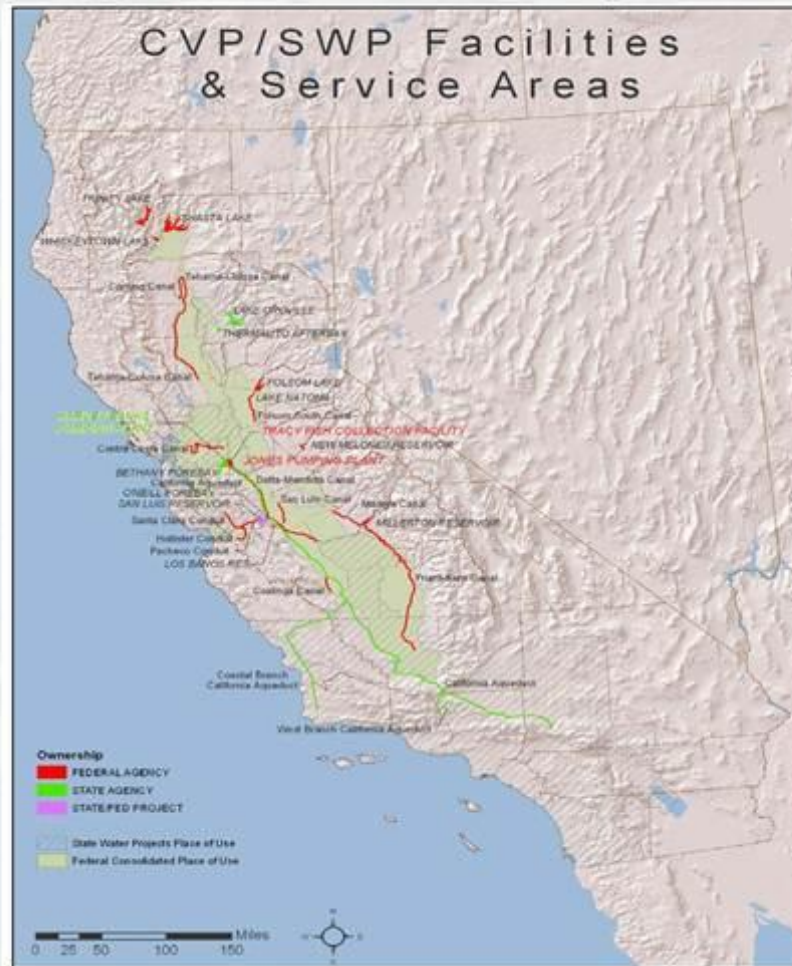 CVP/SWP Facilities
& Service Areas
TRINITY LAKE
SHASTA LAKE
WHISKEYTOWN LAKE
Tehama-Colusa Canal
Corning Canal
LAKE OROVILLE
THERMALITO AFTERBAY
Tehama-Colusa Canal
FOLSOM LAKE
LAKE NATOMA
Folsom South Canal
TRACY FISH COLLECTION FACILITY
NEW MELONES RESERVOIR
Contra Costa Canal
JONES PUMPING PLANT
BETHANY FOREBAY
Delta-Mendota Canal
California Aqueduct
O'NEILL FOREBAY
San Luis Canal
SAN LUIS RESERVOIR
Madera Canal
Santa Clara Conduit
MILLERTON RESERVOIR
Hollister Conduit
Pacheco Conduit
LOS BANOS RES
Friant-Kern Canal
Coalinga Canal
Coastal Branch
California Aqueduct
California Aqueduct
West Branch California Aqueduct
Ownership
FEDERAL AGENCY
STATE AGENCY
STATE/FED PROJECT
State Water Projects Place of Use
Federal Consolidated Place of Use
Miles
0 25 50 100 150